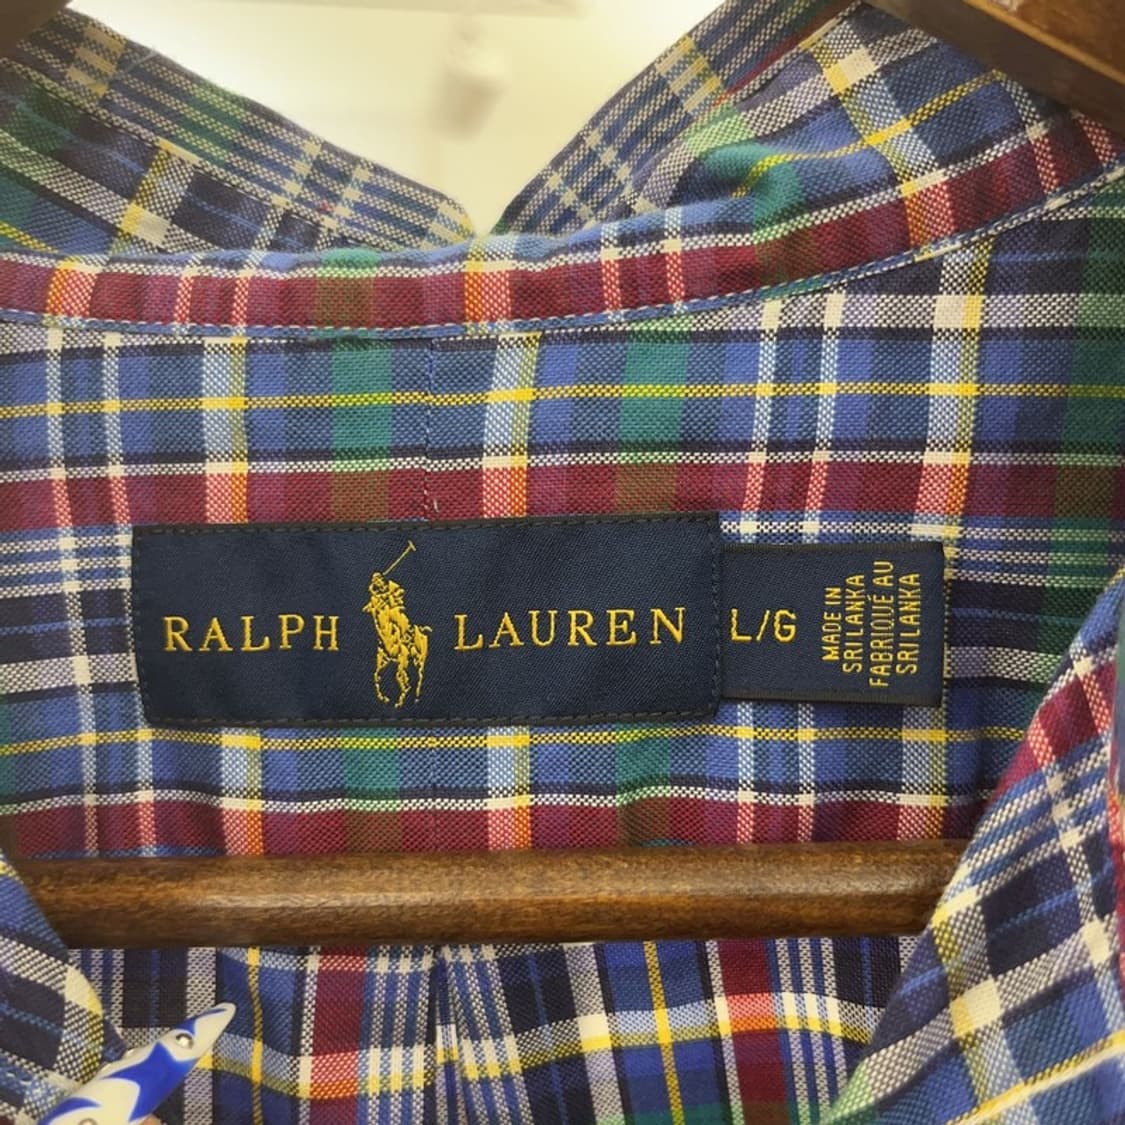 RALPH LAUREN
L/G
MADE IN
SRI LANKA
FABRIQUÉ AU
SRI LANKA